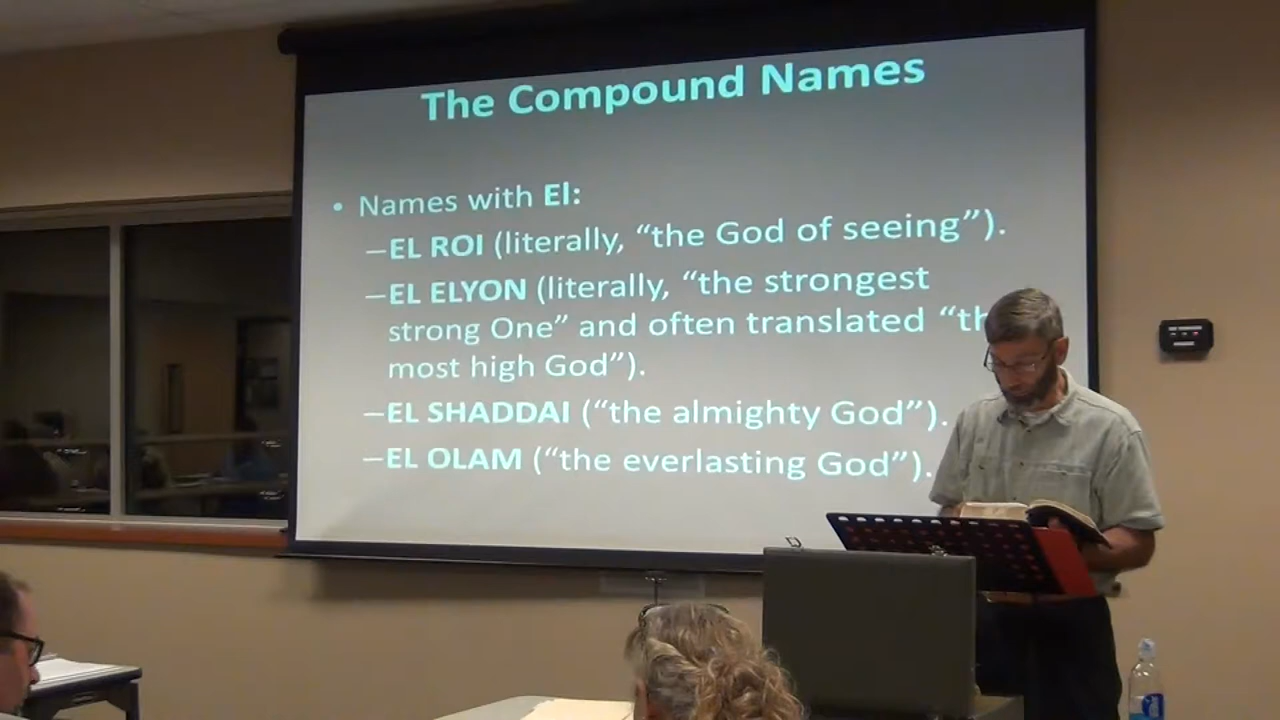 The Compound Names
• Names with El:
–EL ROI (literally, “the God of seeing”).
–EL ELYON (literally, “the strongest
strong One” and often translated “th
most high God”).
–EL SHADDAI (“the almighty God”).
–EL OLAM (“the everlasting God”).